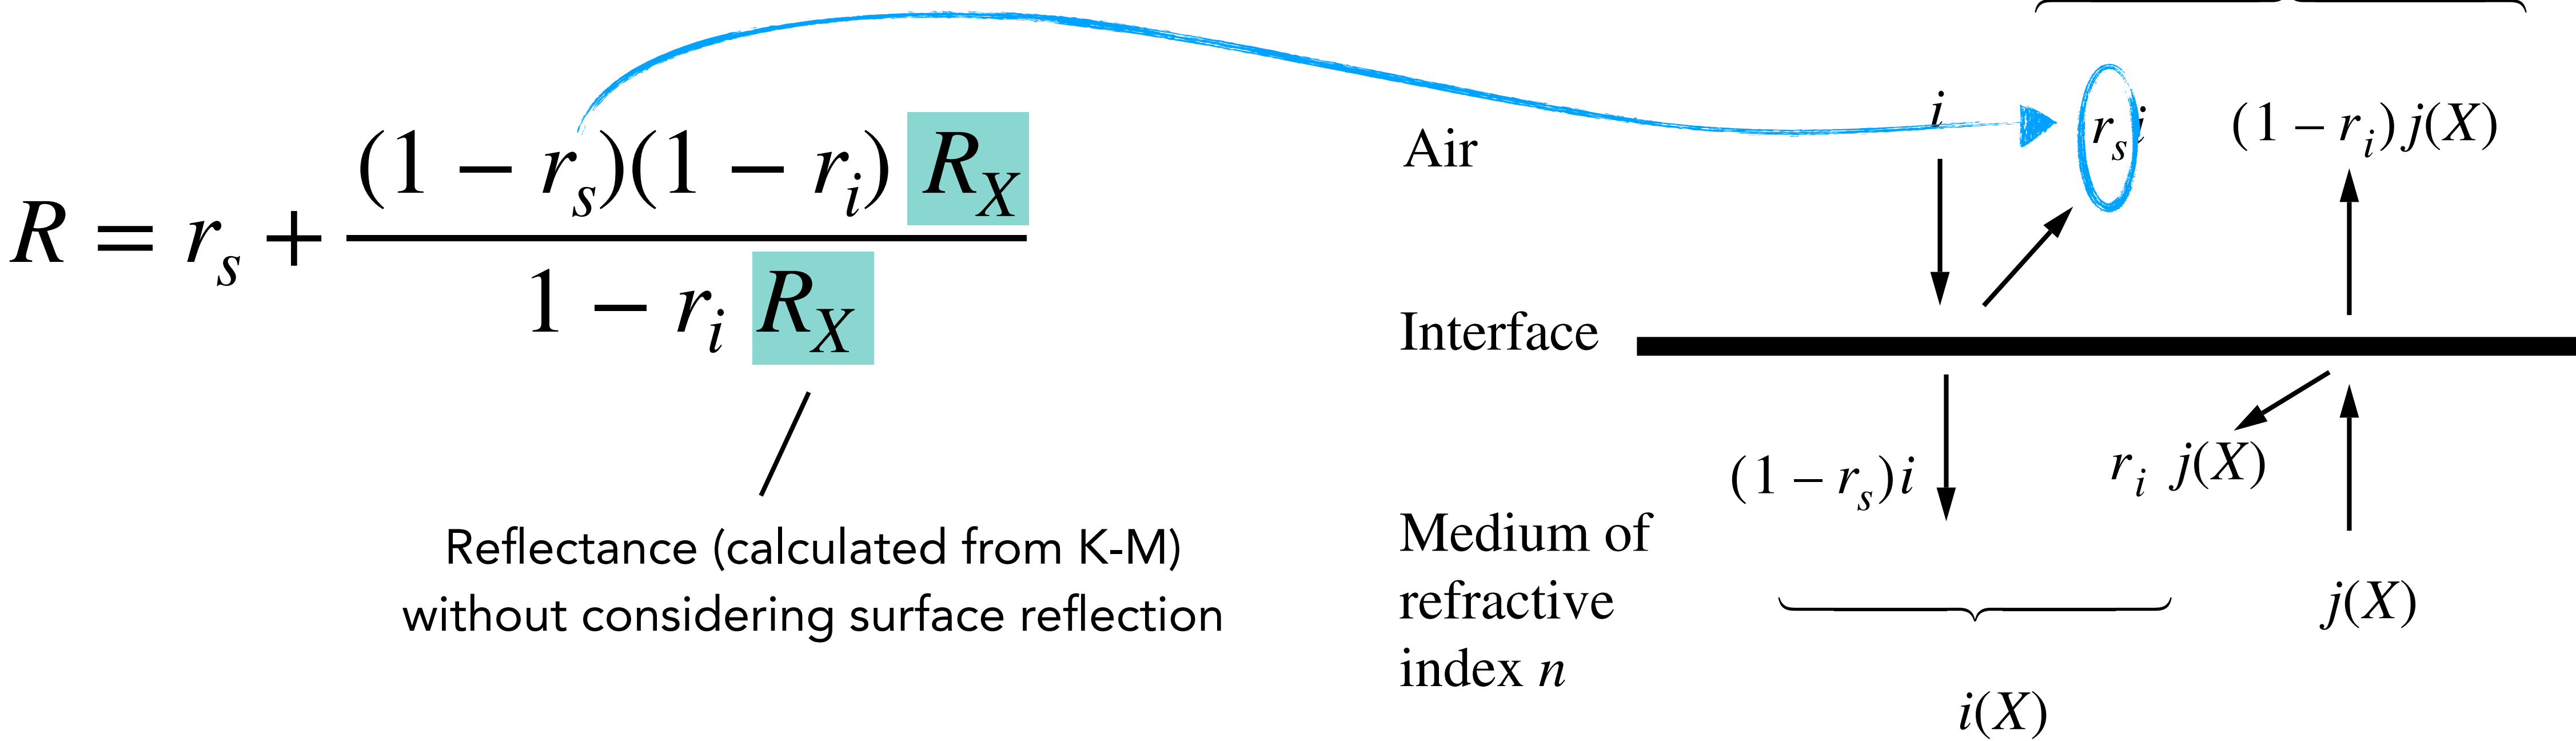 R = r_s + \frac{(1 − r_s)(1 − r_i) R_X}{1 − r_i R_X}
Reflectance (calculated from K-M)
without considering surface reflection
i
r_s i
(1 − r_i) j(X)
Air
Interface
(1 − r_s)i
r_i j(X)
Medium of
refractive
index n
j(X)
i(X)